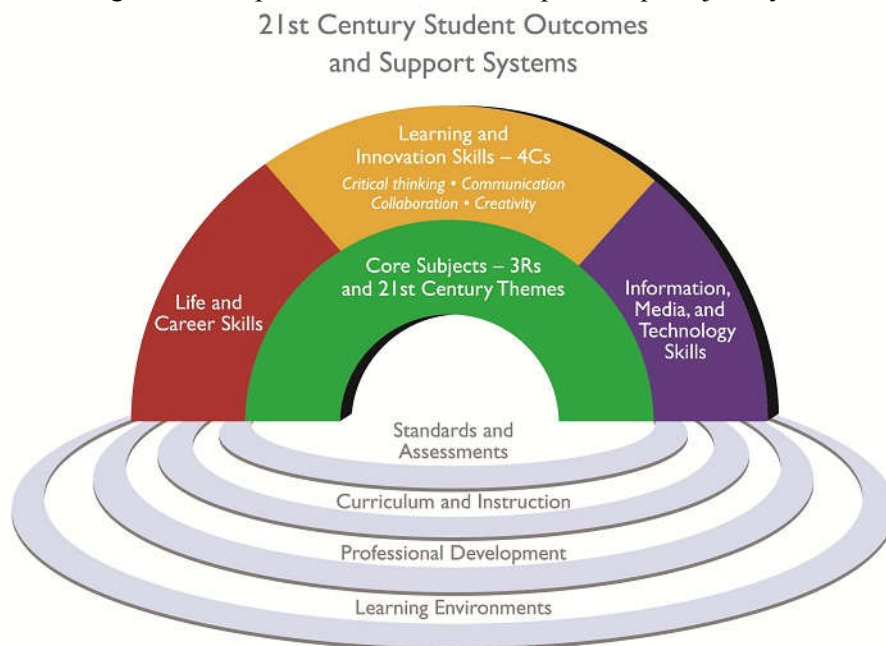 21st Century Student Outcomes
and Support Systems
Learning and
Innovation Skills – 4Cs
Critical thinking • Communication
Collaboration • Creativity
Core Subjects – 3Rs
and 21st Century Themes
Life and
Career Skills
Information,
Media, and
Technology
Skills
Standards and
Assessments
Curriculum and Instruction
Professional Development
Learning Environments